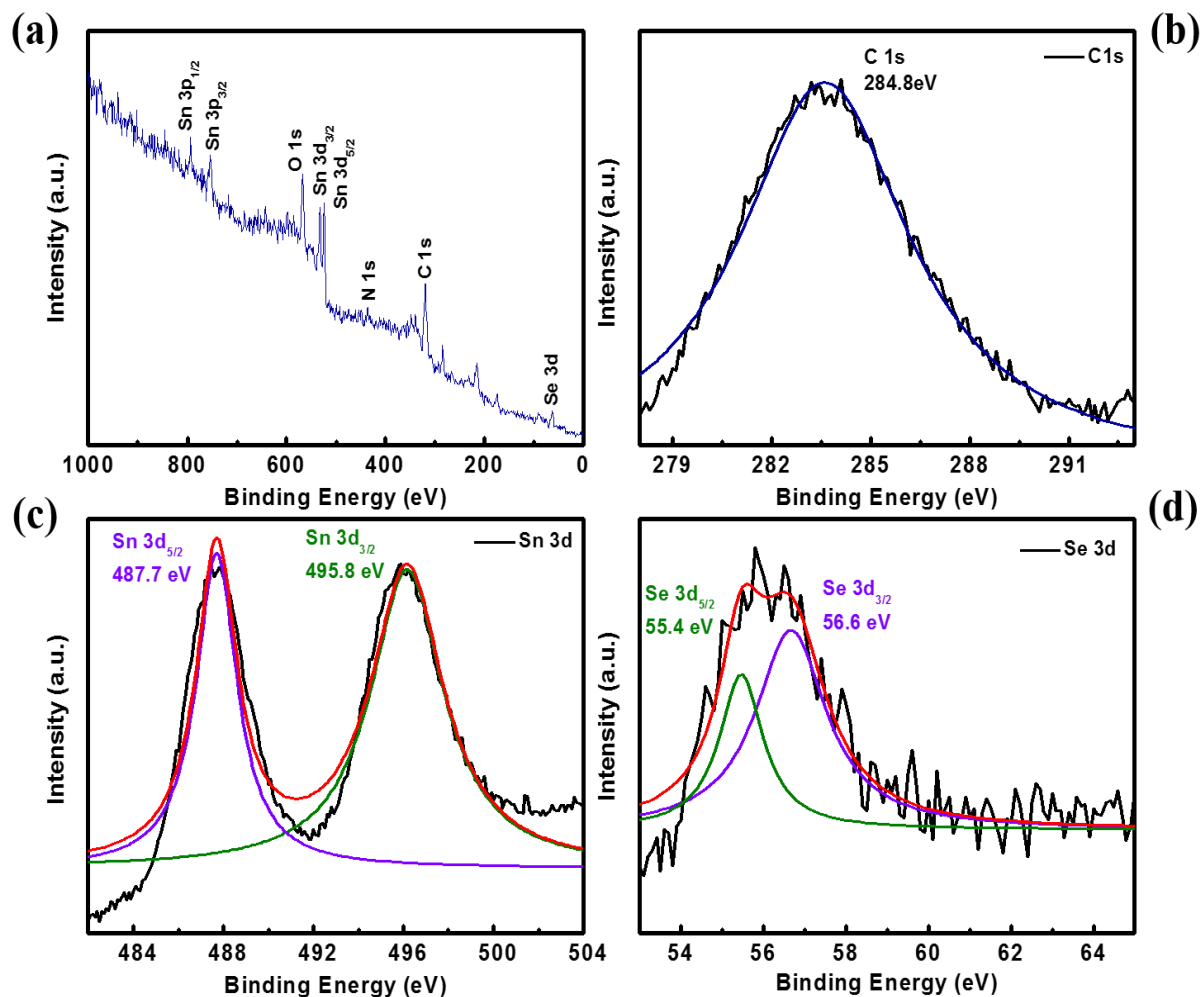 (a)
Sn 3p1/2
Sn 3p3/2
O 1s
Sn 3d3/2
Sn 3d5/2
N 1s
C 1s
Se 3d
Intensity (a.u.)
1000 800 600 400 200 0
Binding Energy (eV)
(b)
C 1s
284.8eV
C1s
Intensity (a.u.)
279 282 285 288 291
Binding Energy (eV)
(c)
Sn 3d5/2
487.7 eV
Sn 3d3/2
495.8 eV
Sn 3d
Intensity (a.u.)
484 488 492 496 500 504
Binding Energy (eV)
(d)
Se 3d
Se 3d5/2
55.4 eV
Se 3d3/2
56.6 eV
Intensity (a.u.)
54 56 58 60 62 64
Binding Energy (eV)